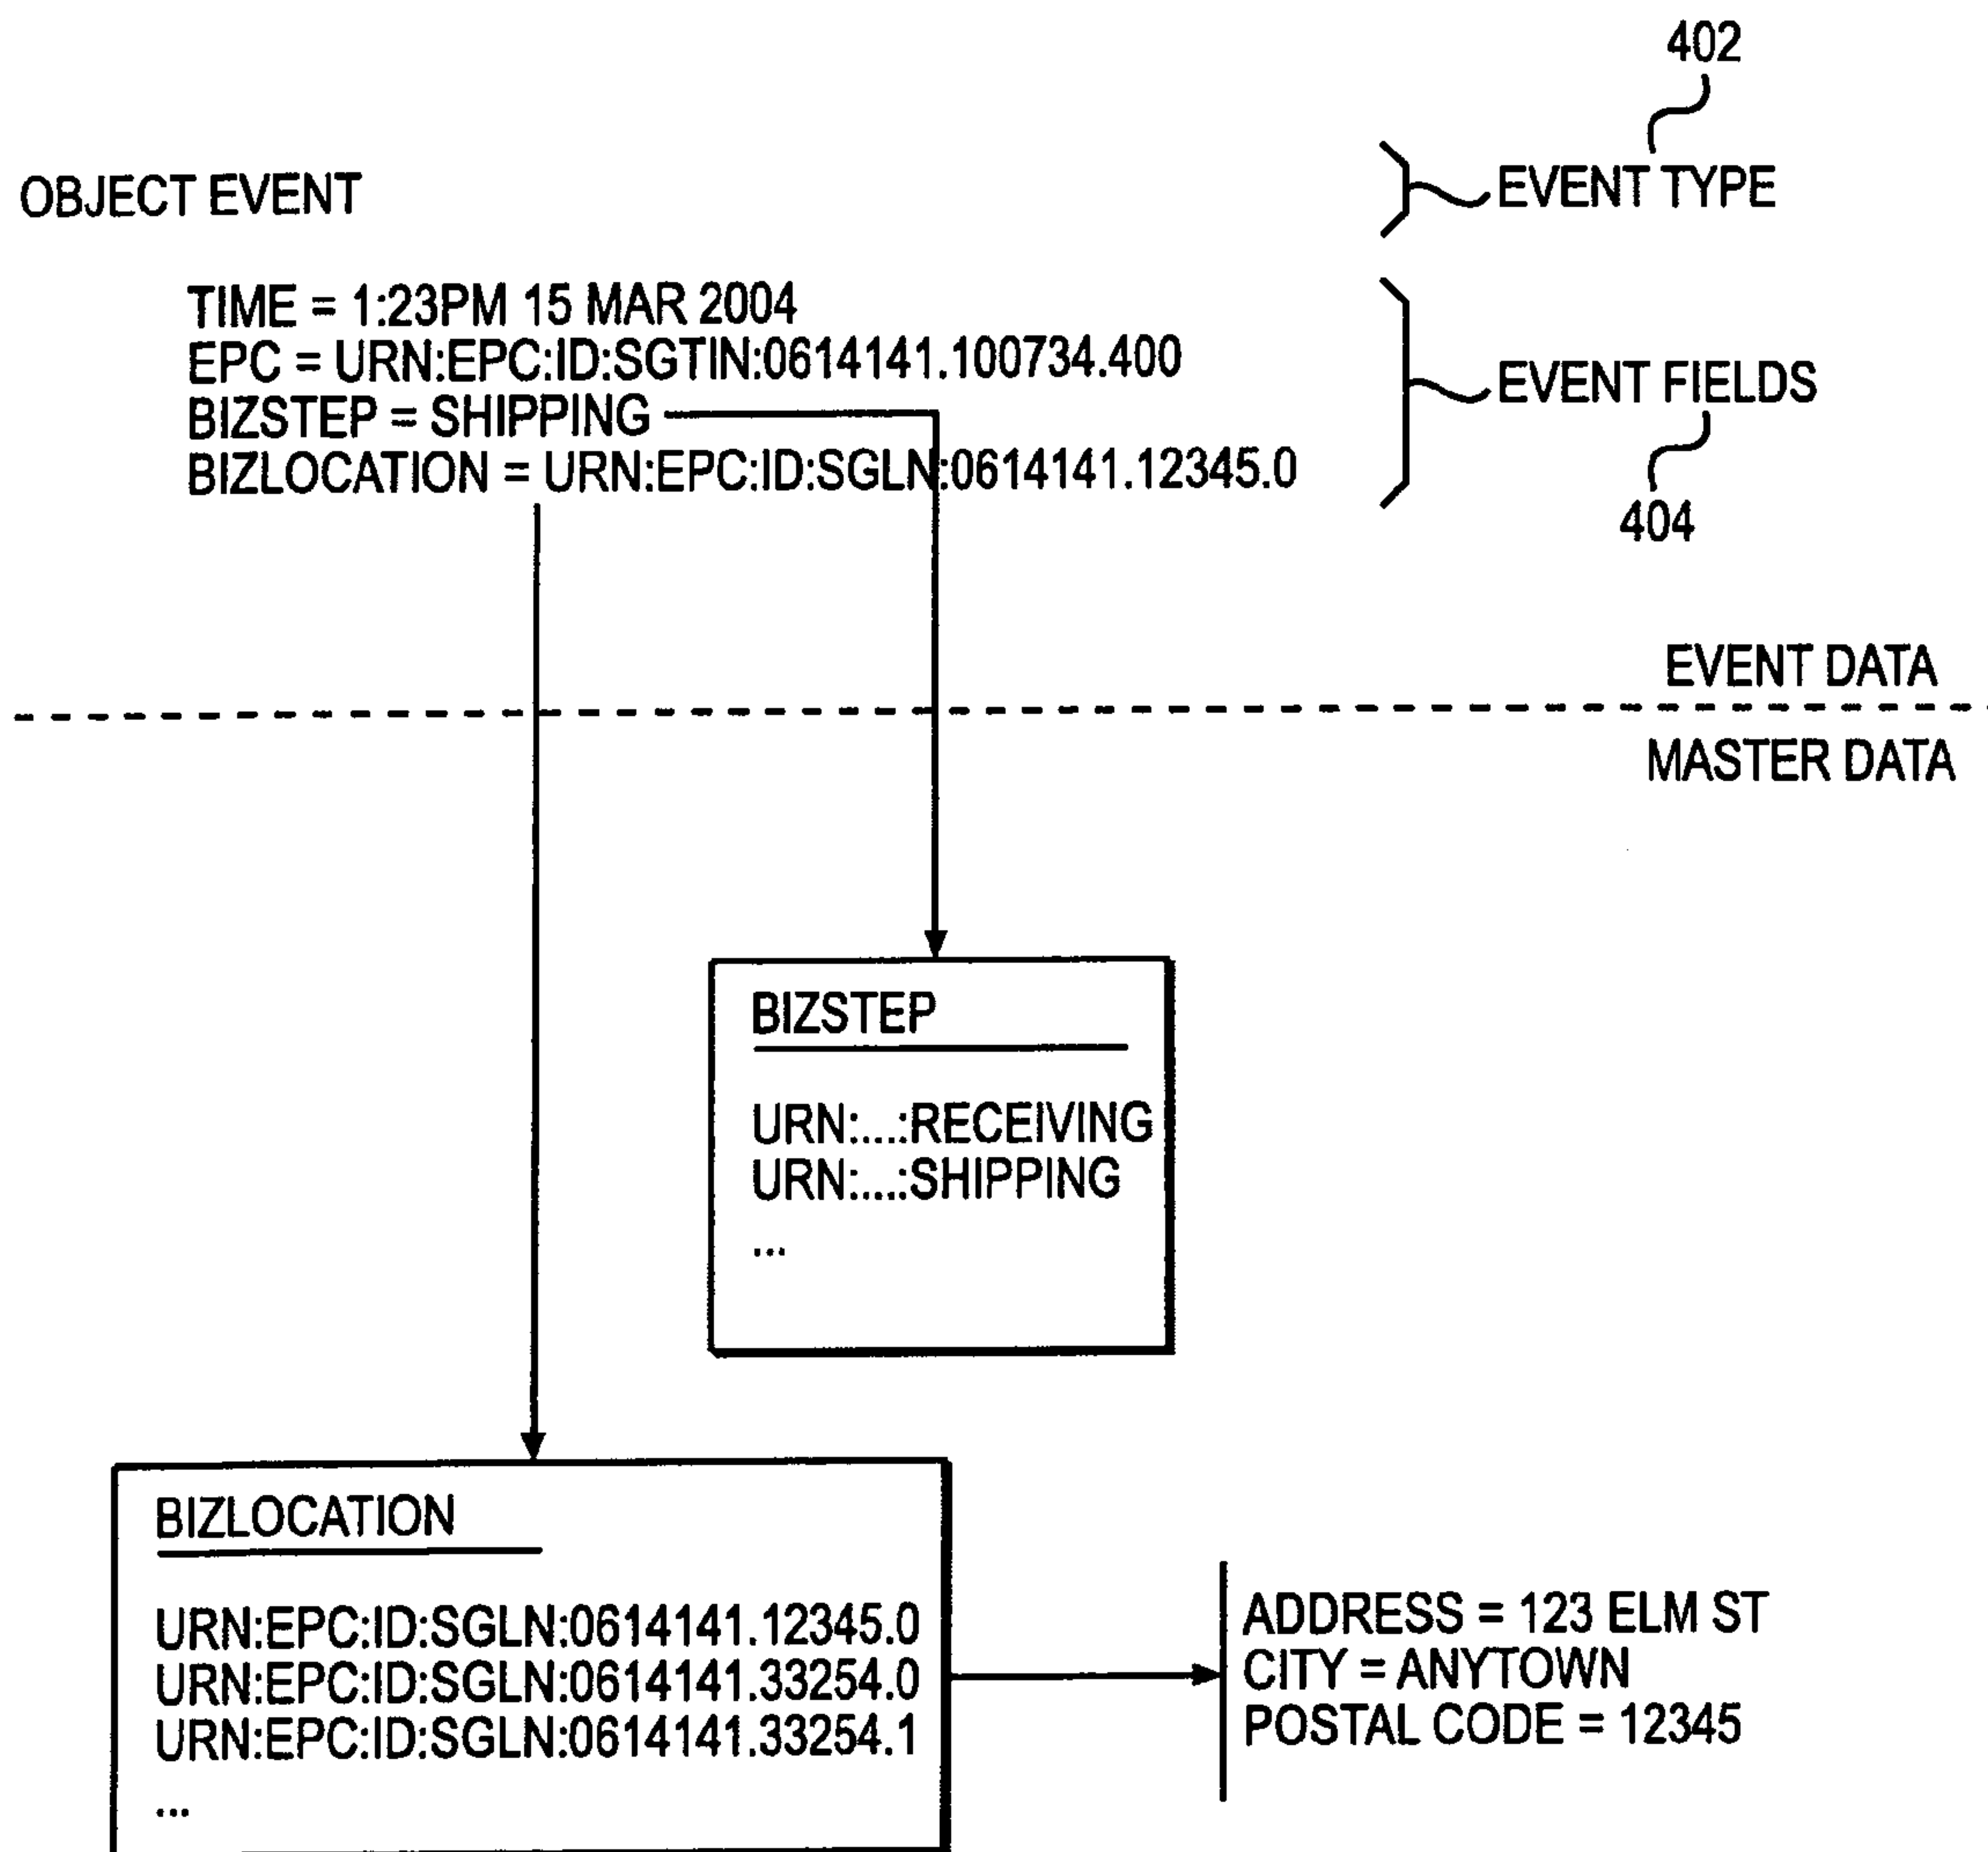 402
OBJECT EVENT
EVENT TYPE
TIME = 1:23PM 15 MAR 2004
EPC = URN:EPC:ID:SGTIN:0614141.100734.400
BIZSTEP = SHIPPING
BIZLOCATION = URN:EPC:ID:SGLN:0614141.12345.0
EVENT FIELDS
404
EVENT DATA
MASTER DATA
BIZSTEP
URN:...:RECEIVING
URN:...:SHIPPING
...
BIZLOCATION
URN:EPC:ID:SGLN:0614141.12345.0
URN:EPC:ID:SGLN:0614141.33254.0
URN:EPC:ID:SGLN:0614141.33254.1
...
ADDRESS = 123 ELM ST
CITY = ANYTOWN
POSTAL CODE = 12345